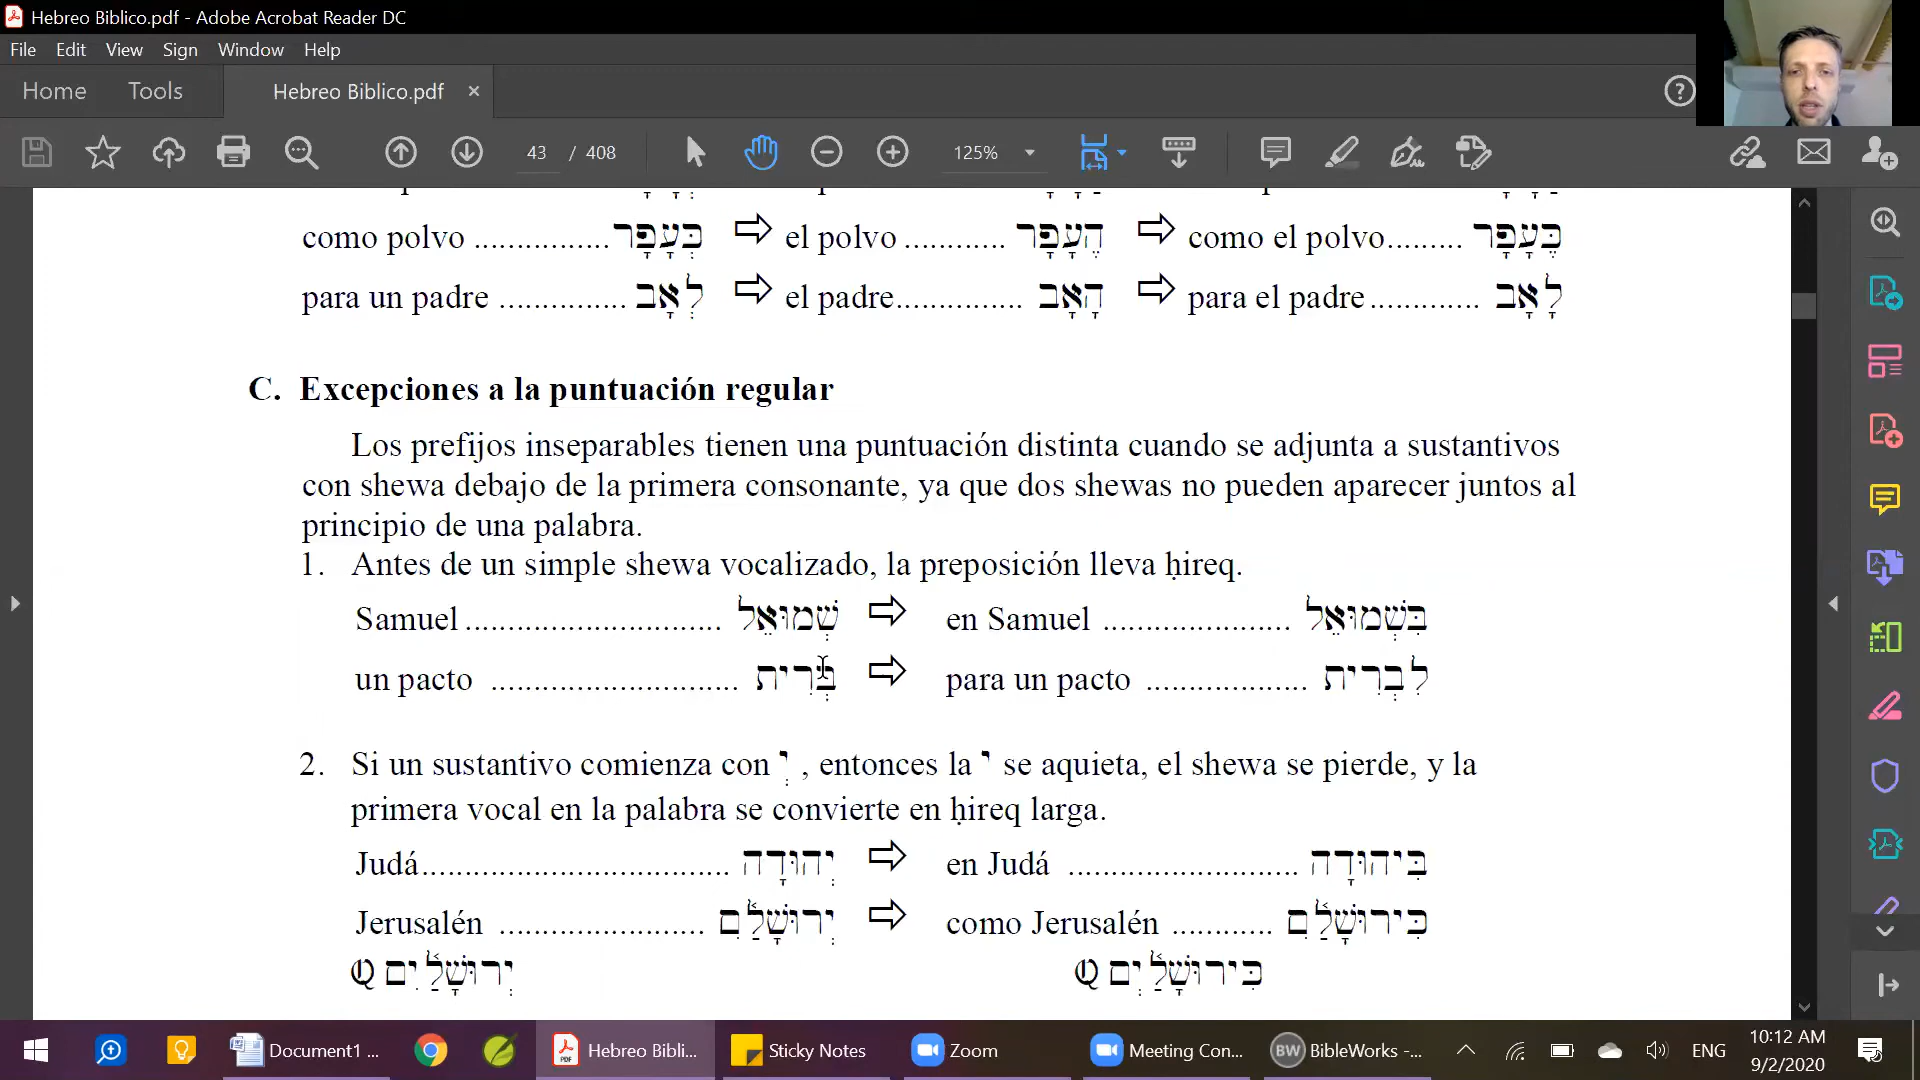 Hebreo Biblico.pdf - Adobe Acrobat Reader DC
File Edit View Sign Window Help
Home Tools Hebreo Biblico.pdf ×
43 / 408 125%
como polvo ...............כְּעָפָר ⇨ el polvo ............הֶעָפָר ⇨ como el polvo.........כֶּעָפָר
para un padre ..............לְאָב ⇨ el padre..............הָאָב ⇨ para el padre ............לָאָב
C. Excepciones a la puntuación regular
Los prefijos inseparables tienen una puntuación distinta cuando se adjunta a sustantivos
con shewa debajo de la primera consonante, ya que dos shewas no pueden aparecer juntos al
principio de una palabra.
1. Antes de un simple shewa vocalizado, la preposición lleva ḥireq.
Samuel ............................ שְׁמוּאֵל ⇨ en Samuel .................... בִּשְׁמוּאֵל
un pacto ........................... בְּרִית ⇨ para un pacto ................. לִבְרִית
2. Si un sustantivo comienza con יְ , entonces la י se aquieta, el shewa se pierde, y la
primera vocal en la palabra se convierte en ḥireq larga.
Judá................................. יְהוּדָה ⇨ en Judá ......................... בִּיהוּדָה
Jerusalén ...................... יְרוּשָׁלַ֫םִ ⇨ como Jerusalén ........... כִּירוּשָׁלַ֫םִ
ℚ יְרוּשָׁלַ֫יִם ℚ כִּירוּשָׁלַ֫יְם
Document1 ... Hebreo Bibli... Sticky Notes Zoom Meeting Con... BW BibleWorks -... ENG 10:12 AM
9/2/2020